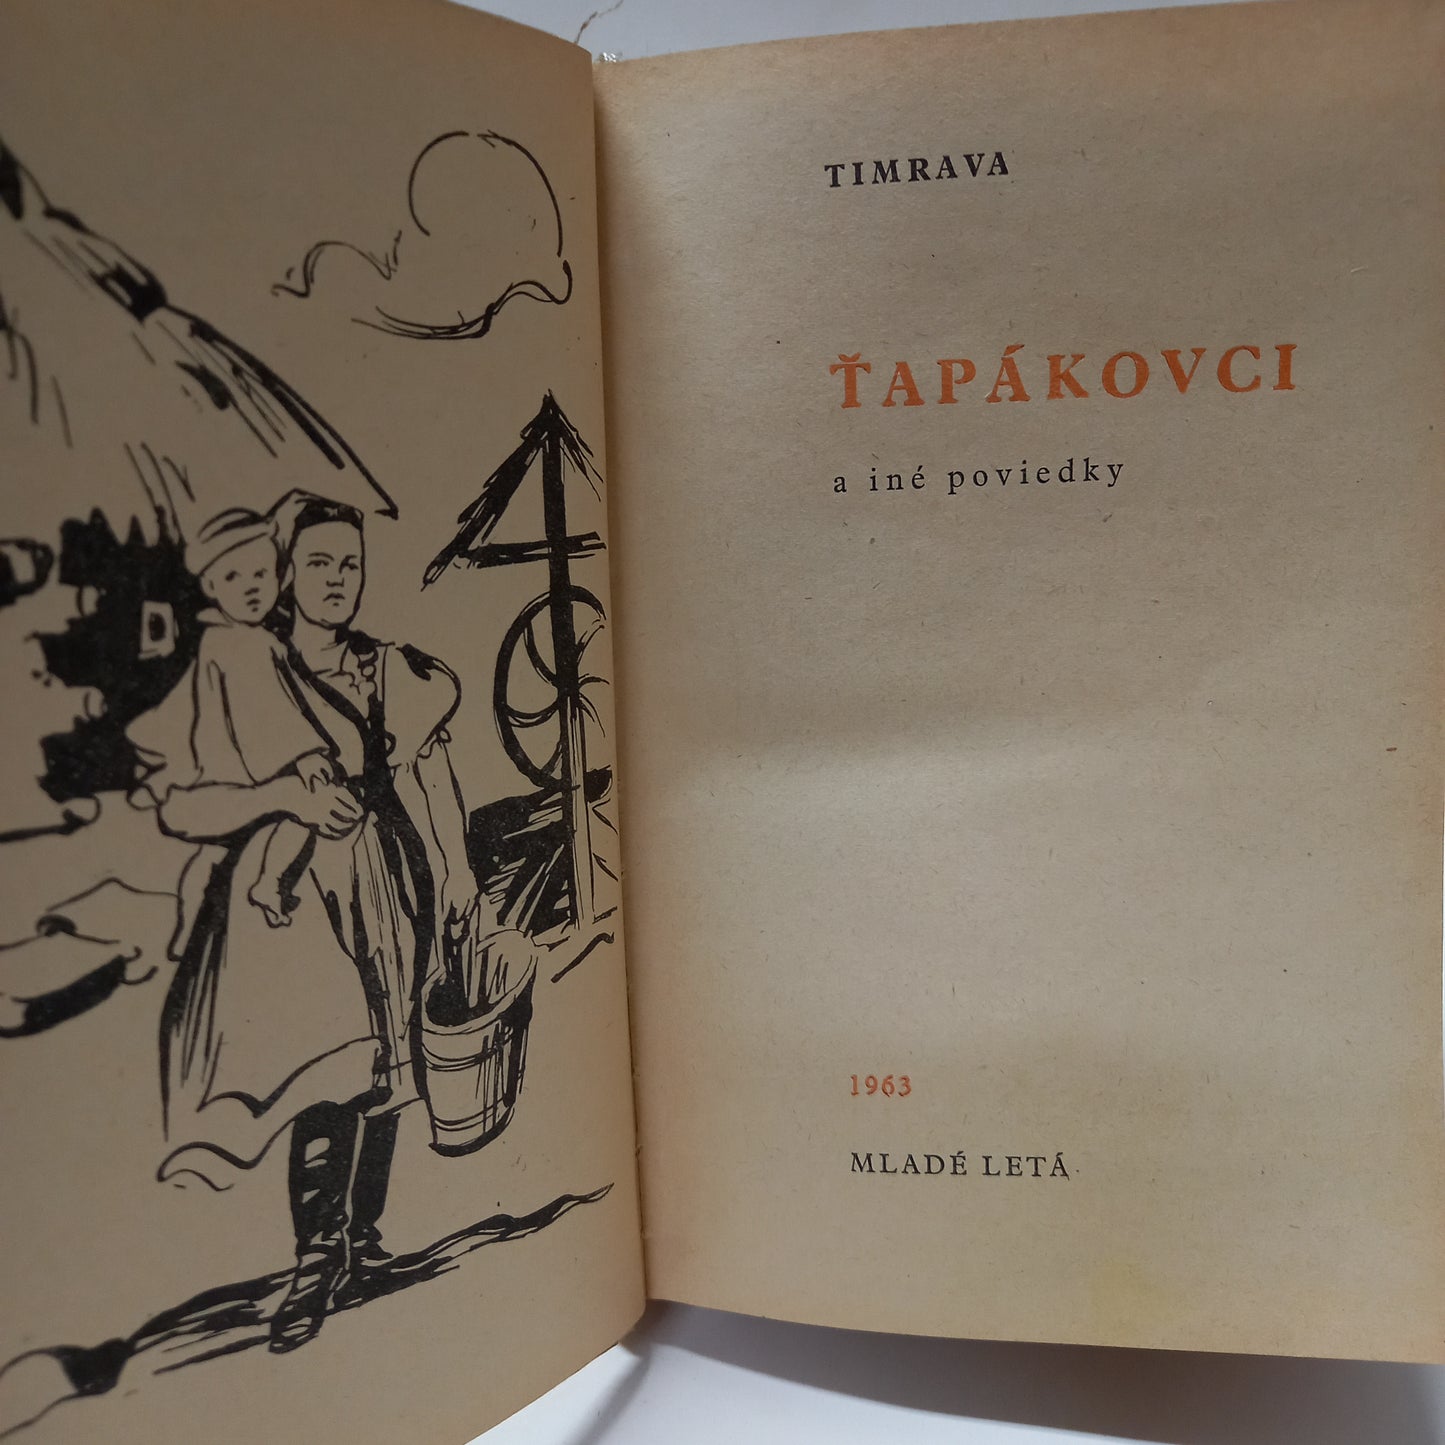 TIMRAVA
ŤAPÁKOVCI
a iné poviedky
1963
MLADÉ LETÁ